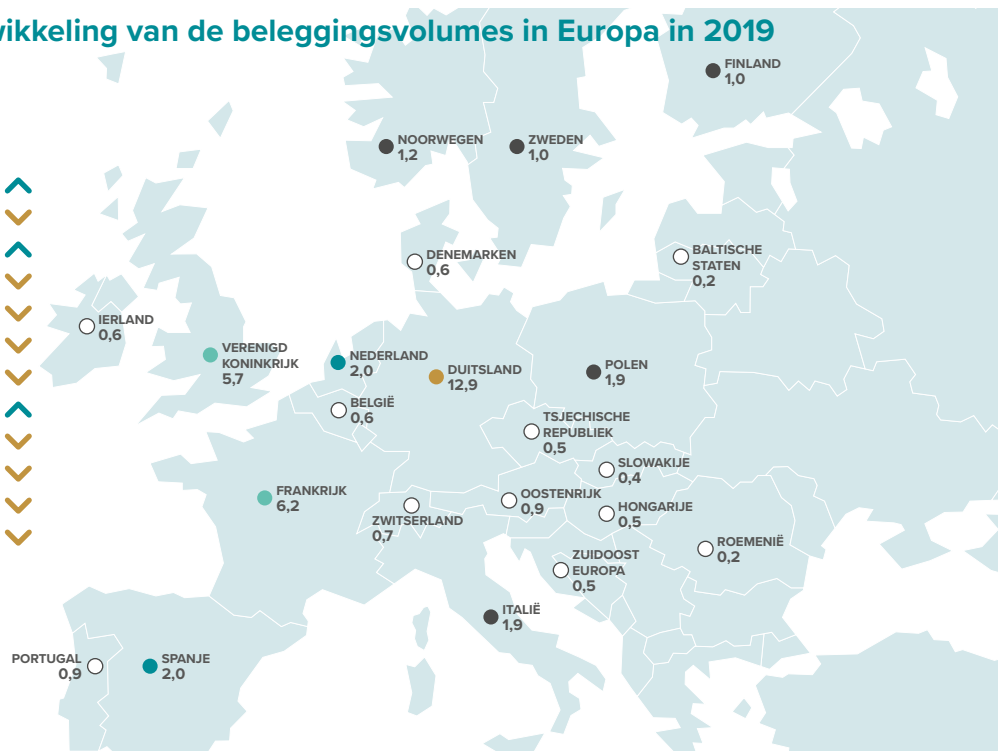 van de beleggingsvolumes in Europa in 2019
FINLAND
1,0
NOORWEGEN
1,2
ZWEDEN
1,0
DENEMARKEN
0,6
BALTISCHE
STATEN
0,2
IERLAND
0,6
VERENIGD
KONINKRIJK
5,7
NEDERLAND
2,0
DUITSLAND
12,9
POLEN
1,9
BELGIË
0,6
TSJECHISCHE
REPUBLIEK
0,5
SLOWAKIJE
0,4
FRANKRIJK
6,2
ZWITSERLAND
0,7
OOSTENRIJK
0,9
HONGARIJE
0,5
ROEMENIË
0,2
ZUIDOOST
EUROPA
0,5
ITALIË
1,9
PORTUGAL
0,9
SPANJE
2,0